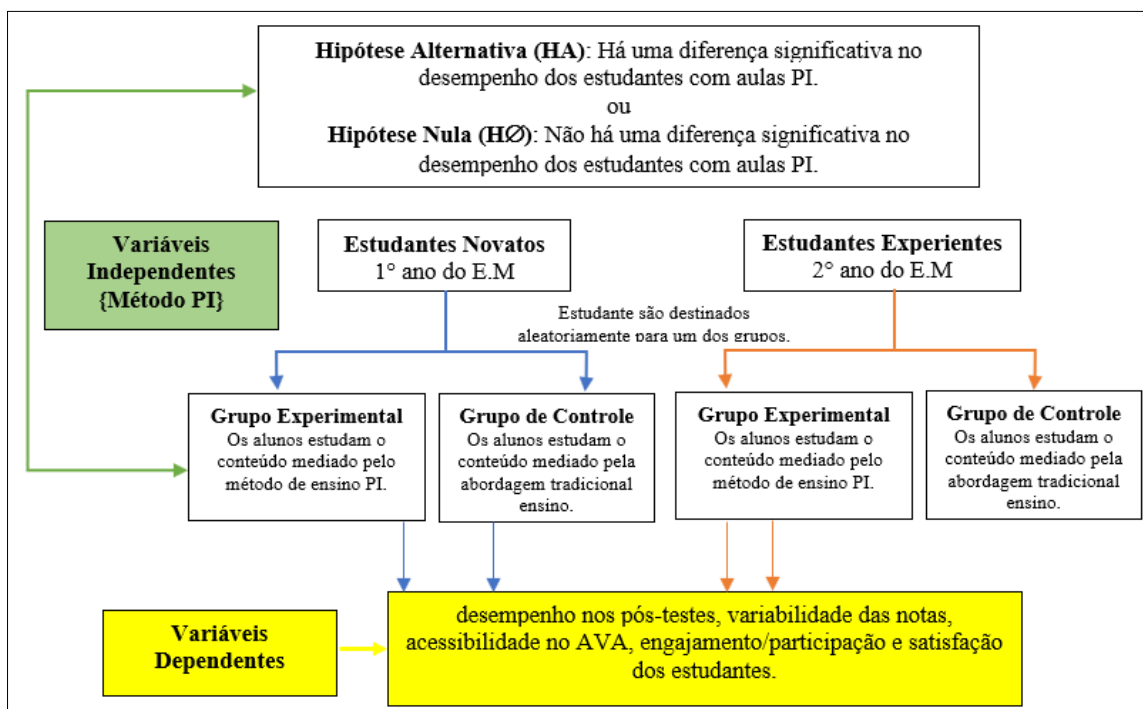 Hipótese Alternativa (HA): Há uma diferença significativa no
desempenho dos estudantes com aulas PI.
ou
Hipótese Nula (H∅): Não há uma diferença significativa no
desempenho dos estudantes com aulas PI.
Variáveis
Independentes
{Método PI}
Estudantes Novatos
1° ano do E.M
Estudantes Experientes
2° ano do E.M
Estudante são destinados
aleatoriamente para um dos grupos.
Grupo Experimental
Os alunos estudam o
conteúdo mediado pelo
método de ensino PI.
Grupo de Controle
Os alunos estudam o
conteúdo mediado pela
abordagem tradicional
ensino.
Grupo Experimental
Os alunos estudam o
conteúdo mediado pelo
método de ensino PI.
Grupo de Controle
Os alunos estudam o
conteúdo mediado pela
abordagem tradicional
ensino.
Variáveis
Dependentes
desempenho nos pós-testes, variabilidade das notas,
acessibilidade no AVA, engajamento/participação e satisfação
dos estudantes.